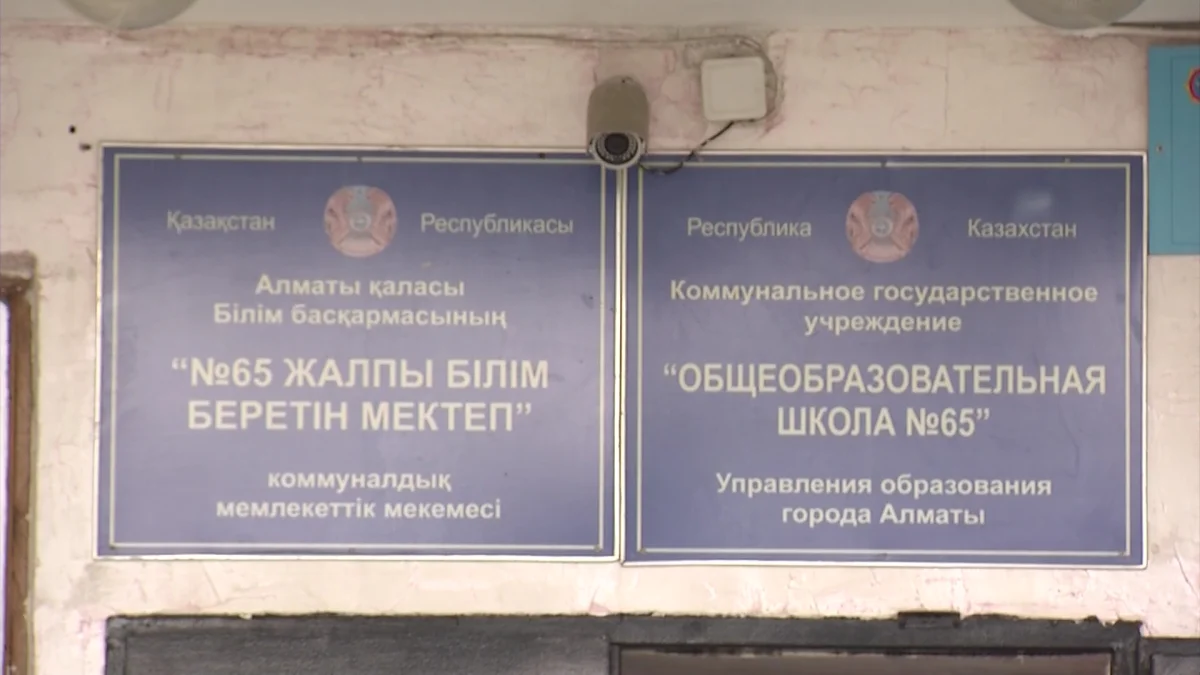 Қазақстан Республикасы
Алматы қаласы
Білім басқармасының
“№65 ЖАЛПЫ БІЛІМ
БЕРЕТІН МЕКТЕП”
коммуналдық
мемлекеттік мекемесі
Республика Казахстан
Коммунальное государственное
учреждение
“ОБЩЕОБРАЗОВАТЕЛЬНАЯ
ШКОЛА №65”
Управления образования
города Алматы